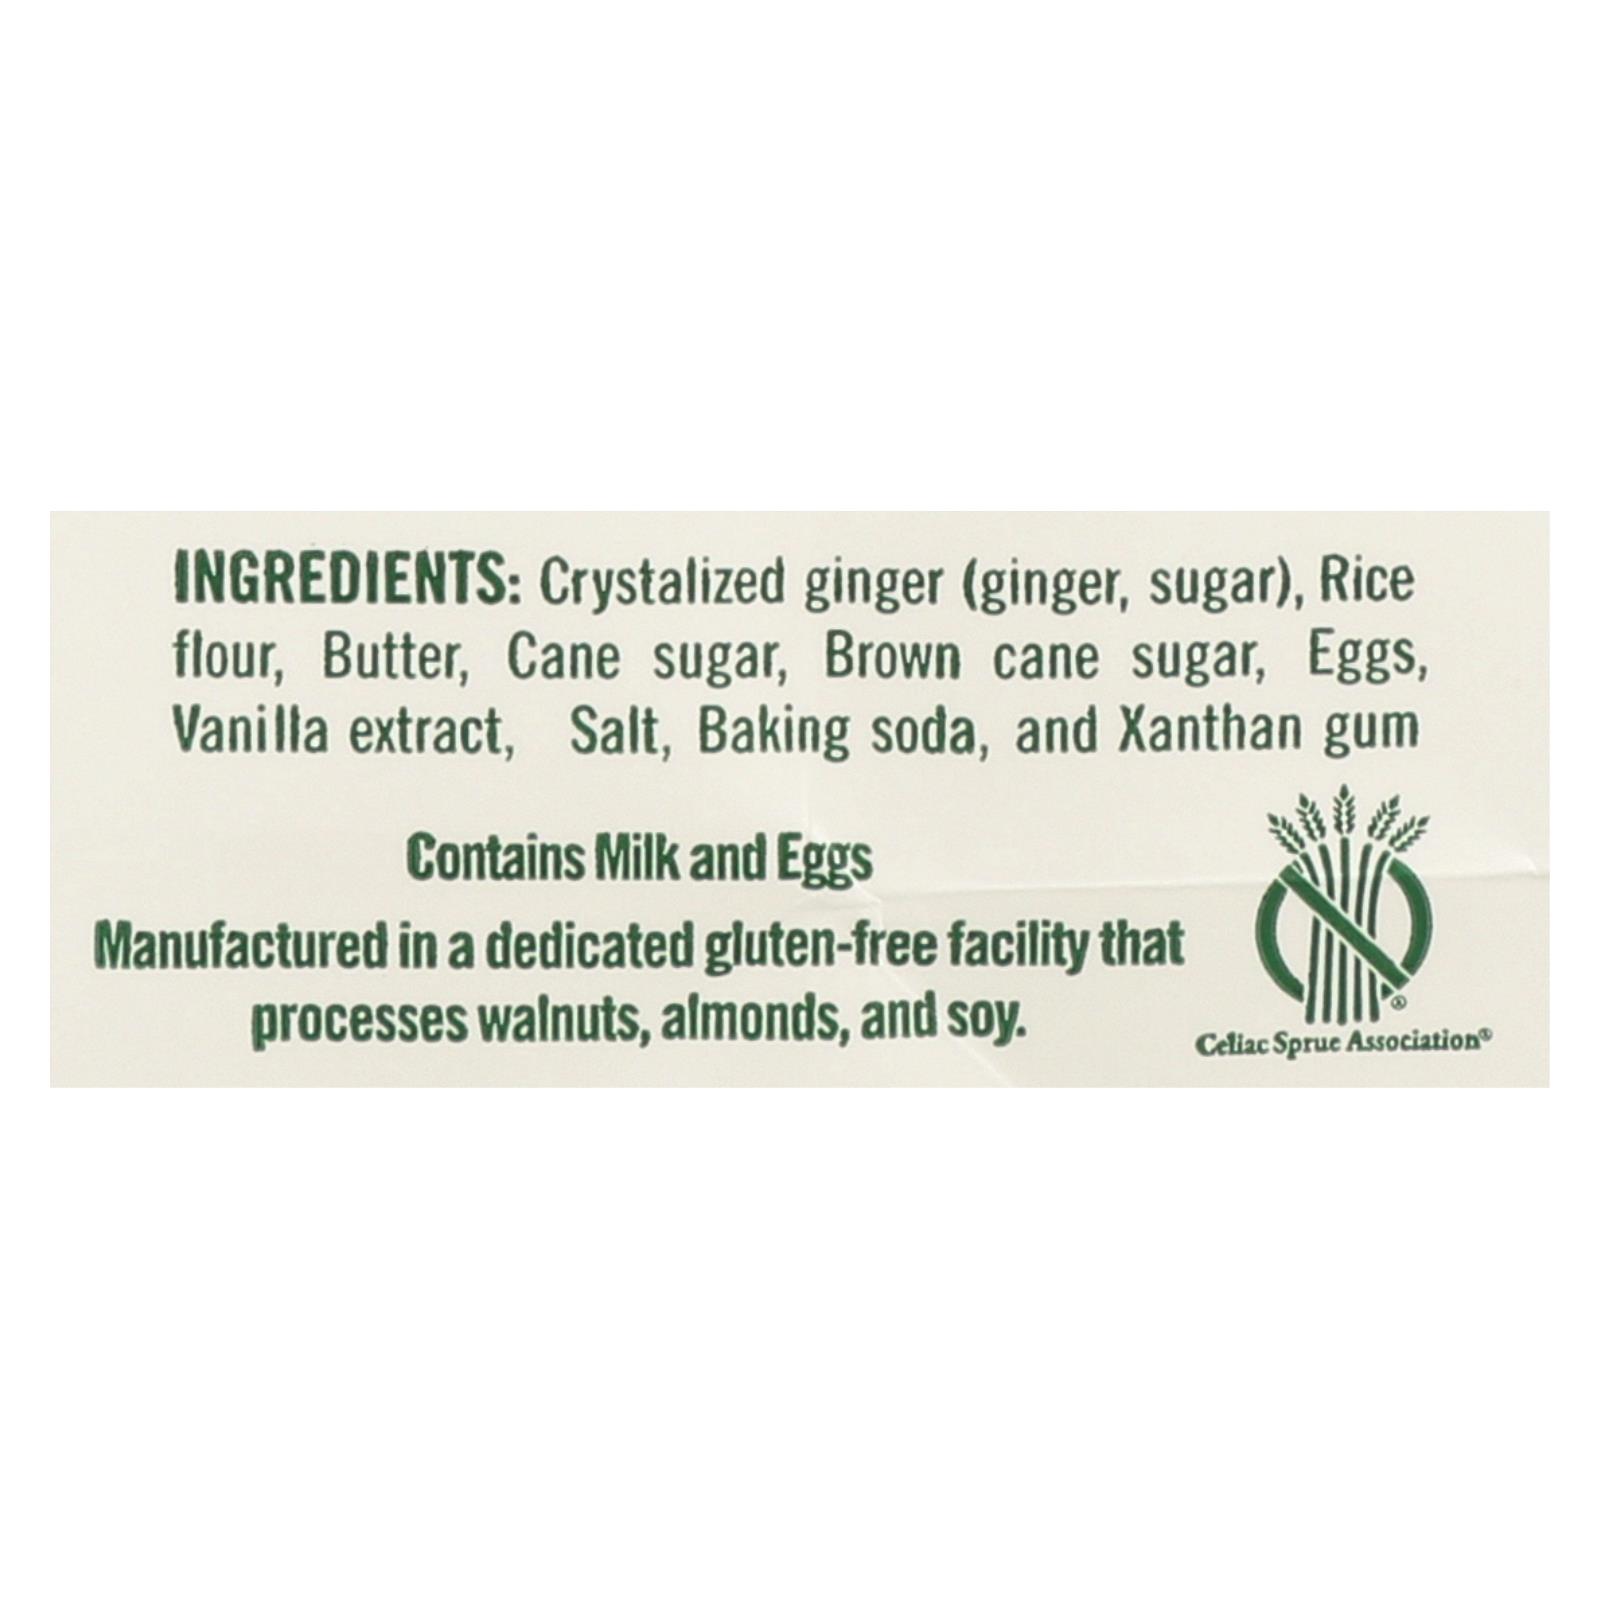 INGREDIENTS: Crystalized ginger (ginger, sugar), Rice
flour, Butter, Cane sugar, Brown cane sugar, Eggs,
Vanilla extract, Salt, Baking soda, and Xanthan gum
Contains Milk and Eggs
Manufactured in a dedicated gluten-free facility that
processes walnuts, almonds, and soy.
®
Celiac Sprue Association®